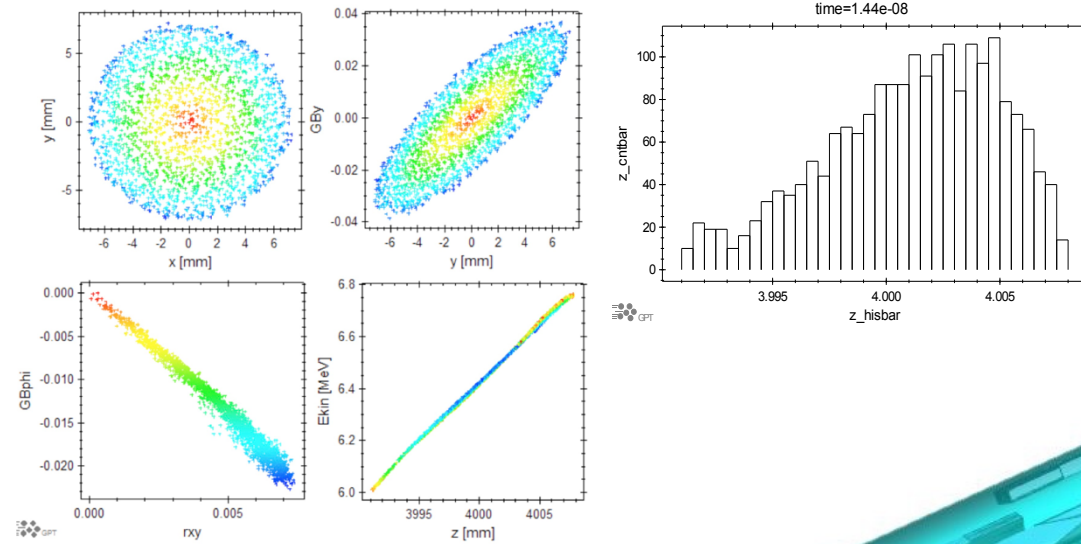 y [mm]
5
0
-5
-6 -4 -2 0 2 4 6
x [mm]
GBy
0.04
0.02
0.00
-0.02
-0.04
-6 -4 -2 0 2 4 6
y [mm]
time=1.44e-08
z_cntbar
100
80
60
40
20
0
3.995 4.000 4.005
z_hisbar
GPT
GBphi
0.000
-0.005
-0.010
-0.015
-0.020
0.000 0.005
rxy
GPT
Ekin [MeV]
6.8
6.6
6.4
6.2
6.0
3995 4000 4005
z [mm]